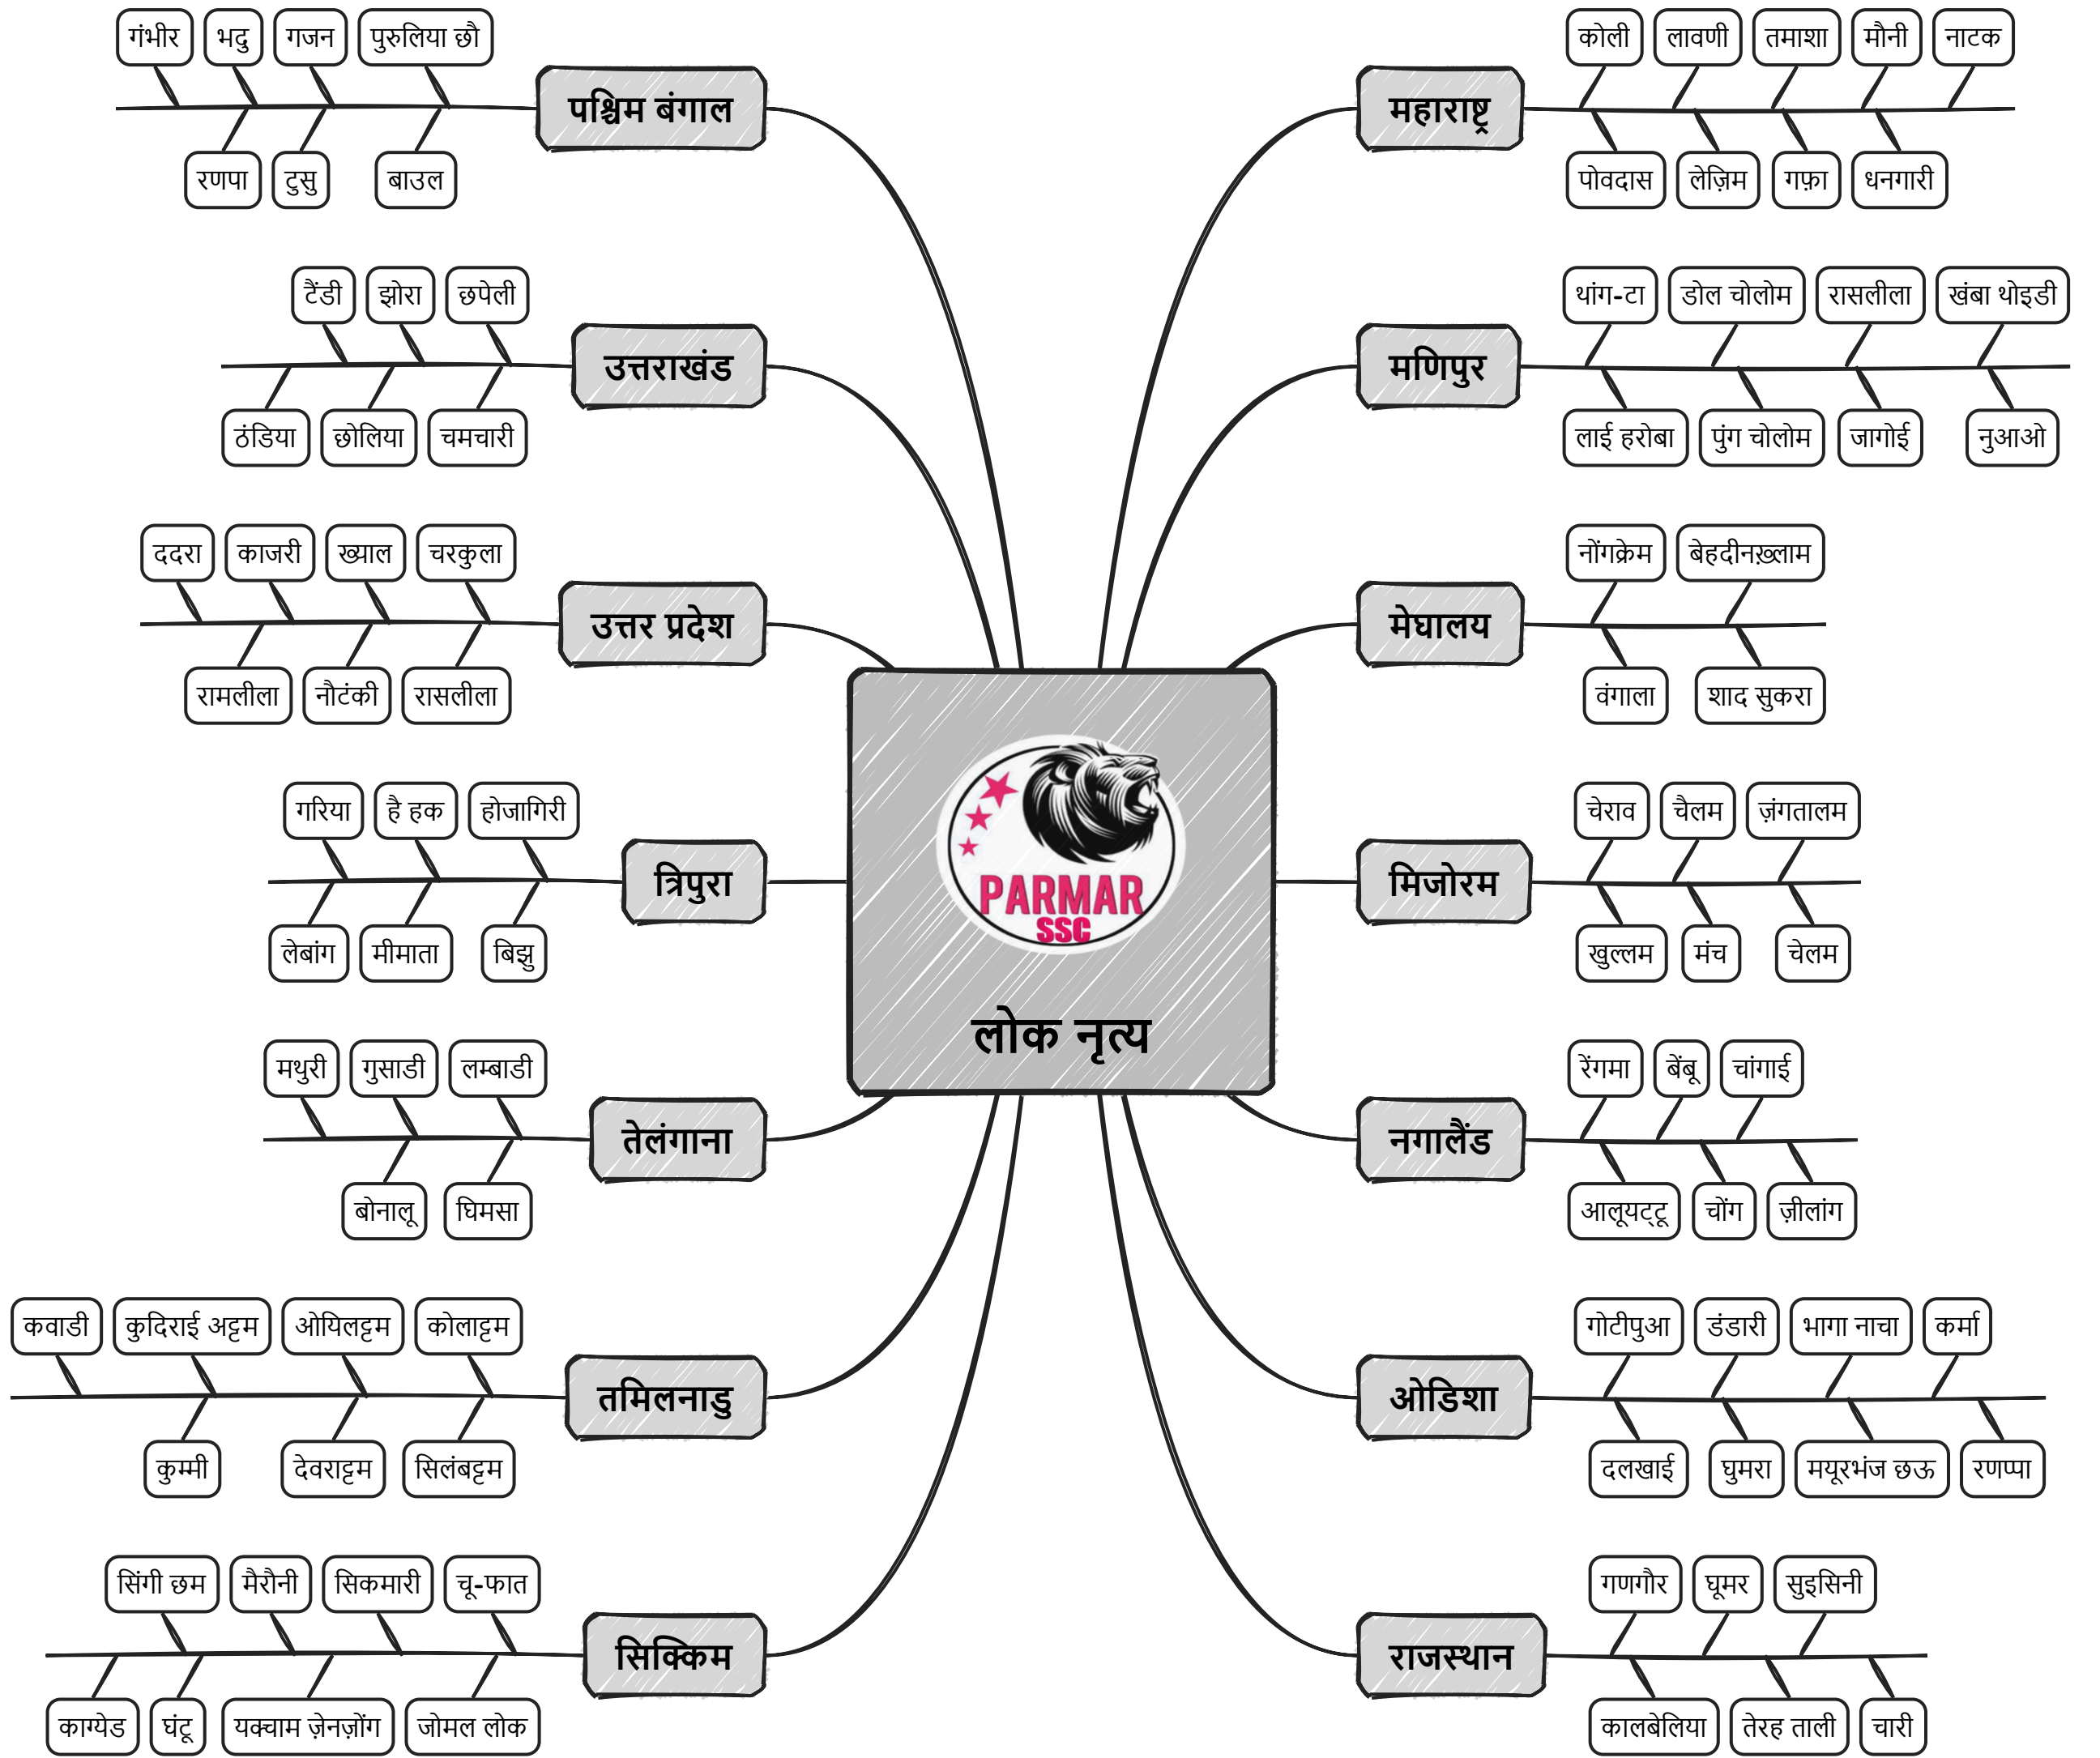 लोक नृत्य
PARMAR
SSC
महाराष्ट्र
कोली
लावणी
तमाशा
मौनी
नाटक
पोवदास
लेज़िम
गफ़ा
धनगारी
मणिपुर
थांग-टा
डोल चोलोम
रासलीला
खंबा थोइडी
लाई हरोबा
पुंग चोलोम
जागोई
नुआओ
मेघालय
नोंगक्रेम
बेहदीनख़्लाम
वंगाला
शाद सुकरा
मिजोरम
चेराव
चैलम
ज़ंगतालम
खुल्लम
मंच
चेलम
नगालैंड
रेंगमा
बेंबू
चांगाई
आलूयट्टू
चोंग
ज़ीलांग
ओडिशा
गोटीपुआ
डंडारी
भागा नाचा
कर्मा
दलखाई
घुमरा
मयूरभंज छऊ
रणप्पा
राजस्थान
गणगौर
घूमर
सुइसिनी
कालबेलिया
तेरह ताली
चारी
पश्चिम बंगाल
गंभीर
भदु
गजन
पुरुलिया छौ
रणपा
टुसु
बाउल
उत्तराखंड
टैंडी
झोरा
छपेली
ठंडिया
छोलिया
चमचारी
उत्तर प्रदेश
ददरा
काजरी
ख्याल
चरकुला
रामलीला
नौटंकी
रासलीला
त्रिपुरा
गरिया
है हक
होजागिरी
लेबांग
मीमाता
बिझु
तेलंगाना
मथुरी
गुसाडी
लम्बाडी
बोनालू
घिमसा
तमिलनाडु
कवाडी
कुदिराई अट्टम
ओयिलट्टम
कोलाट्टम
कुम्मी
देवराट्टम
सिलंबट्टम
सिक्किम
सिंगी छम
मैरौनी
सिकमारी
चू-फात
काग्येड
घंटू
यक्चाम ज़ेनज़ोंग
जोमल लोक